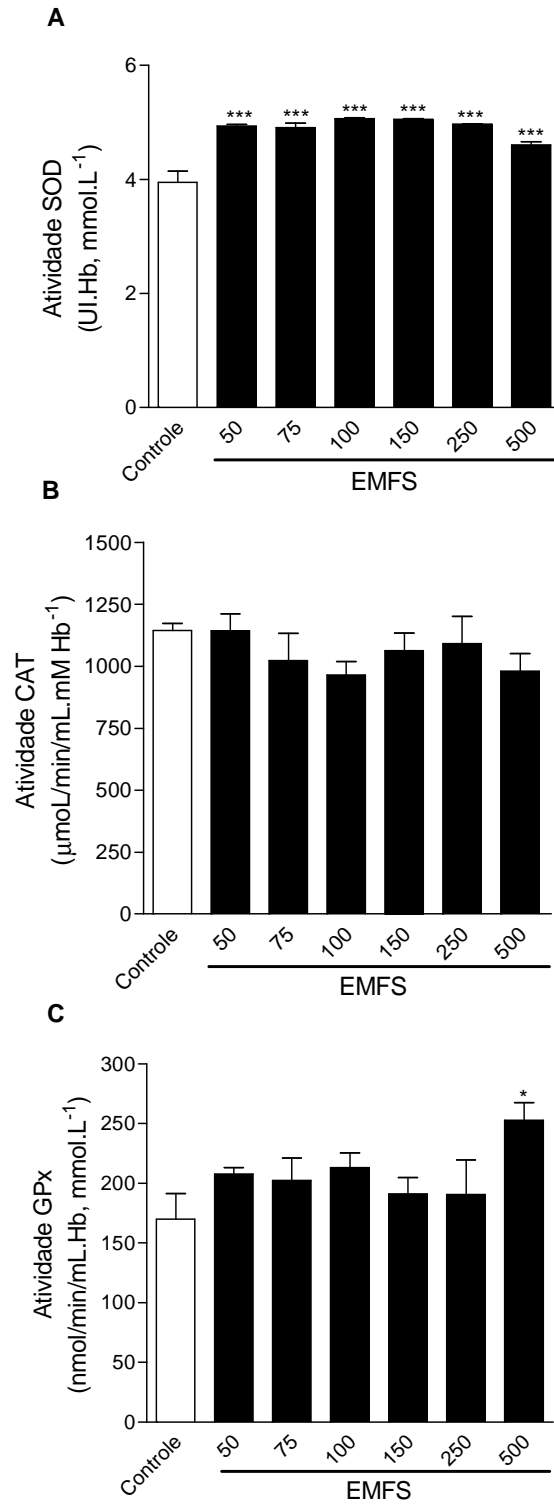 A
Atividade SOD
(UI.Hb, mmol.L-1)
6
4
2
0
***
***
***
***
***
***
Controle
50
75
100
150
250
500
EMFS
B
Atividade CAT
(μmoL/min/mL.mM Hb-1)
1500
1250
1000
750
500
250
0
Controle
50
75
100
150
250
500
EMFS
C
Atividade GPx
(nmol/min/mL.Hb, mmol.L-1)
300
250
200
150
100
50
0
*
Controle
50
75
100
150
250
500
EMFS